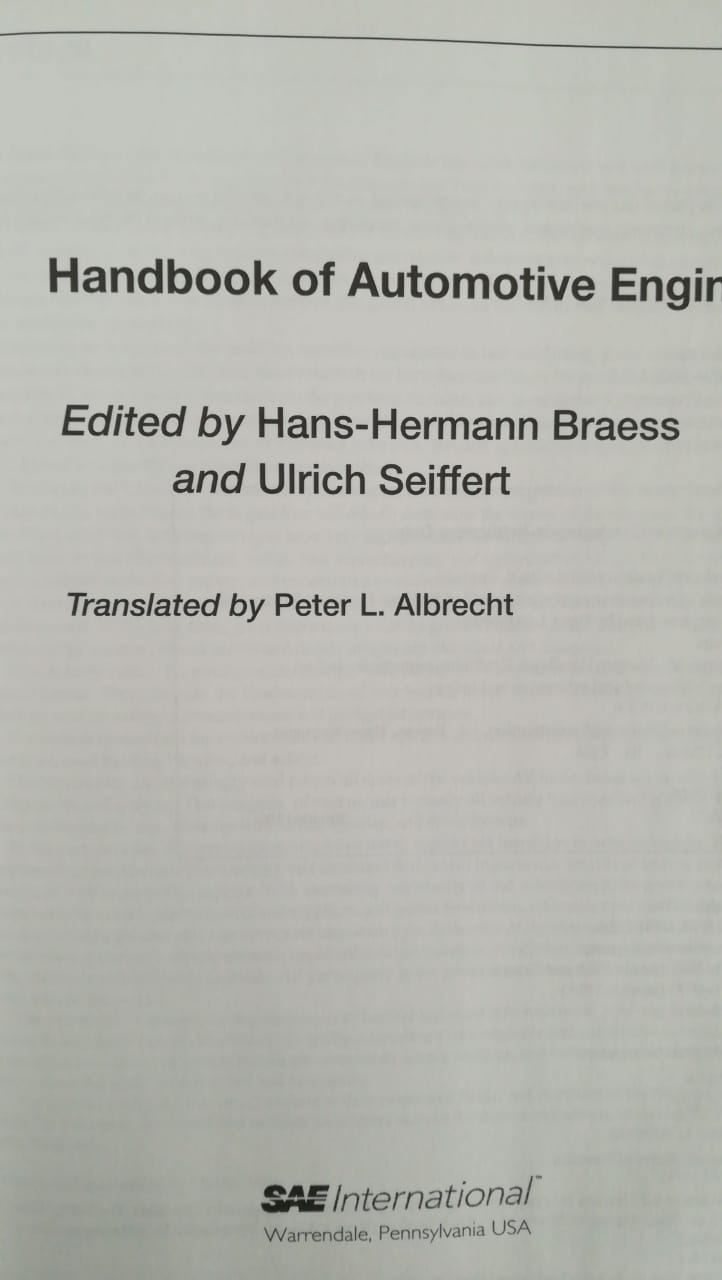 Handbook of Automotive Engin
Edited by Hans-Hermann Braess
and Ulrich Seiffert
Translated by Peter L. Albrecht
SAE International™
Warrendale, Pennsylvania USA